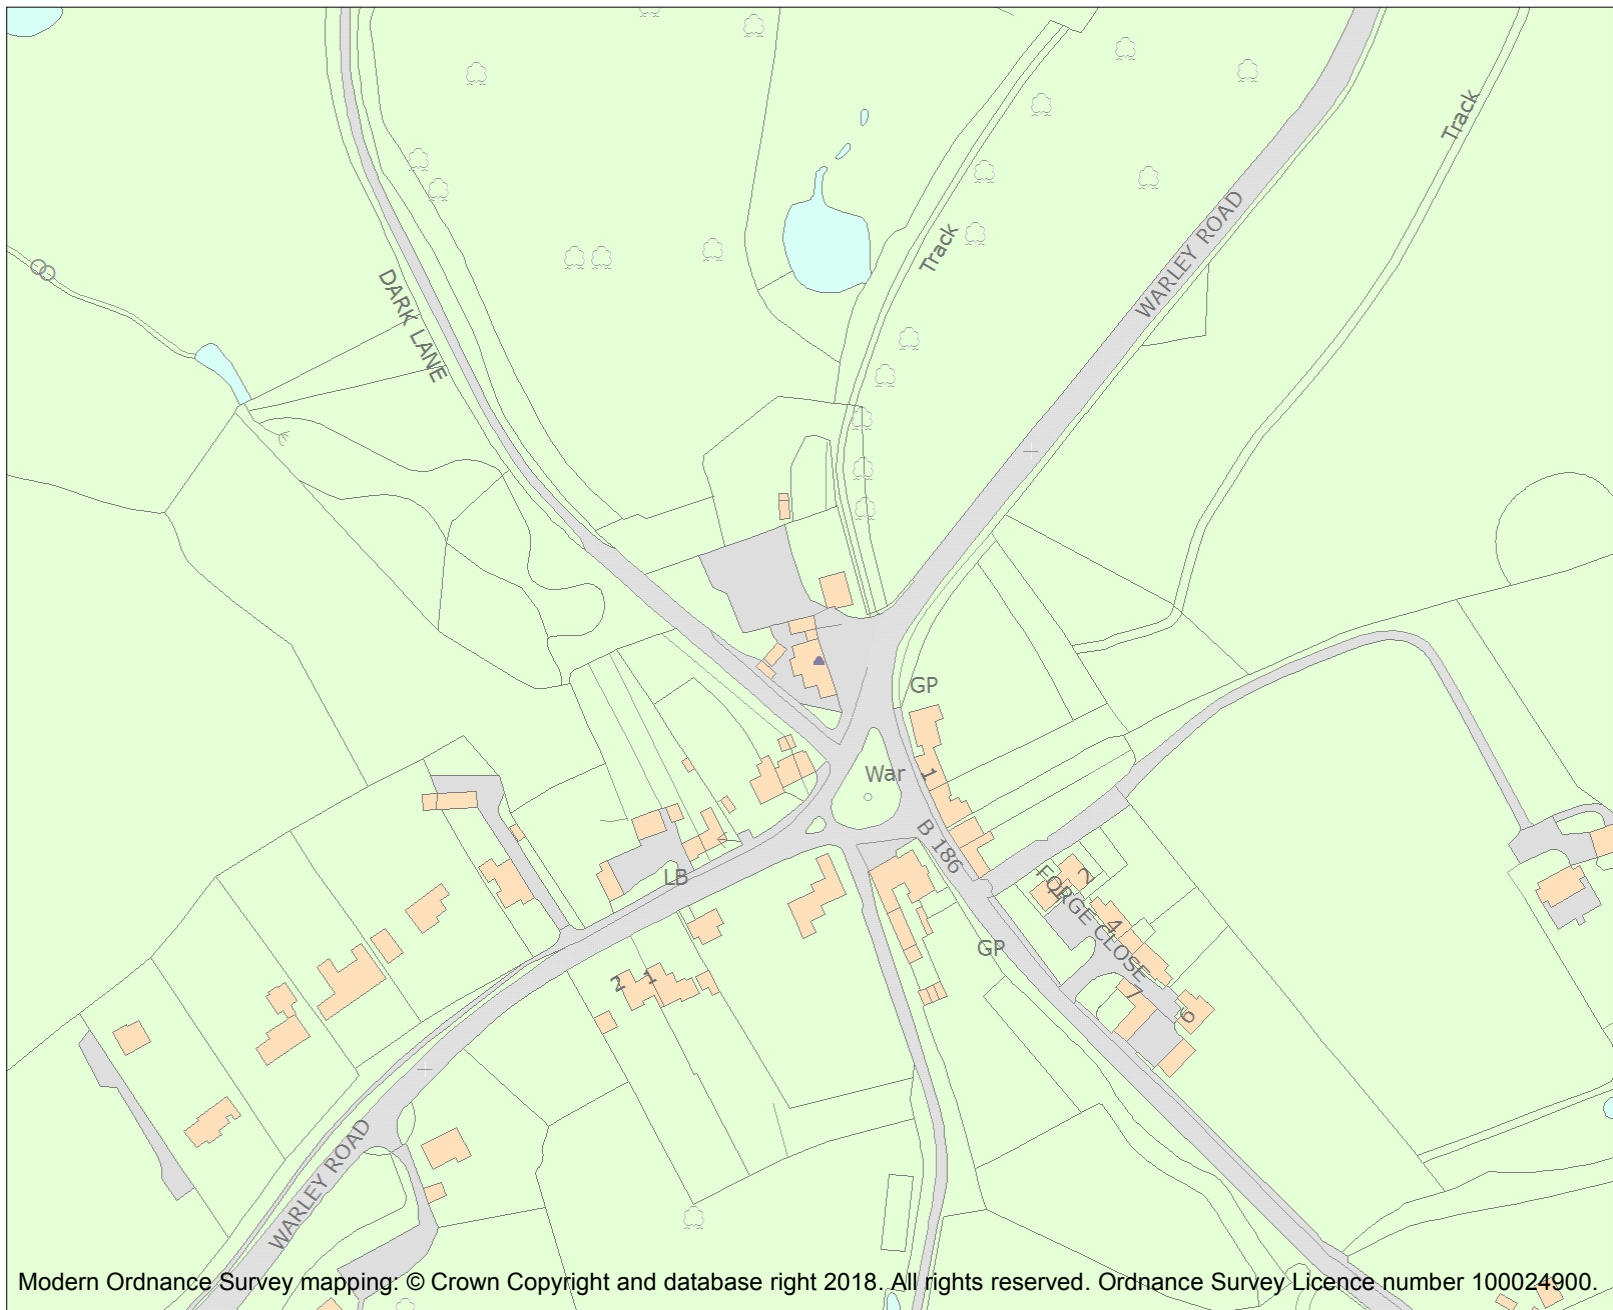 Track
Track
WARLEY ROAD
DARK LANE
GP
War
1
B 186
LB
FORGE CLOSE
2
4
GP
2
1
7
6
WARLEY ROAD
Modern Ordnance Survey mapping: © Crown Copyright and database right 2018. All rights reserved. Ordnance Survey Licence number 100024900.